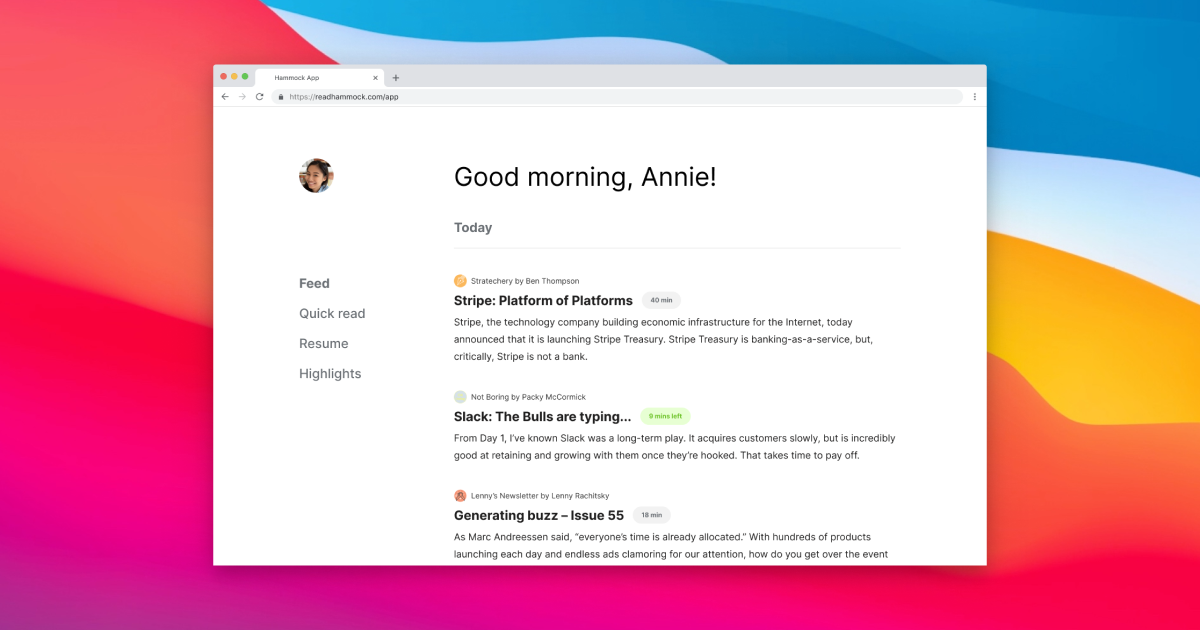 Hammock App
https://readhammock.com/app
Good morning, Annie!
Today
Feed
Quick read
Resume
Highlights
Stratechery by Ben Thompson
Stripe: Platform of Platforms 40 min
Stripe, the technology company building economic infrastructure for the Internet, today
announced that it is launching Stripe Treasury. Stripe Treasury is banking-as-a-service, but,
critically, Stripe is not a bank.
Not Boring by Packy McCormick
Slack: The Bulls are typing... 9 mins left
From Day 1, I’ve known Slack was a long-term play. It acquires customers slowly, but is incredibly
good at retaining and growing with them once they’re hooked. That takes time to pay off.
Lenny’s Newsletter by Lenny Rachitsky
Generating buzz – Issue 55 18 min
As Marc Andreessen said, “everyone’s time is already allocated.” With hundreds of products
launching each day and endless ads clamoring for our attention, how do you get over the event